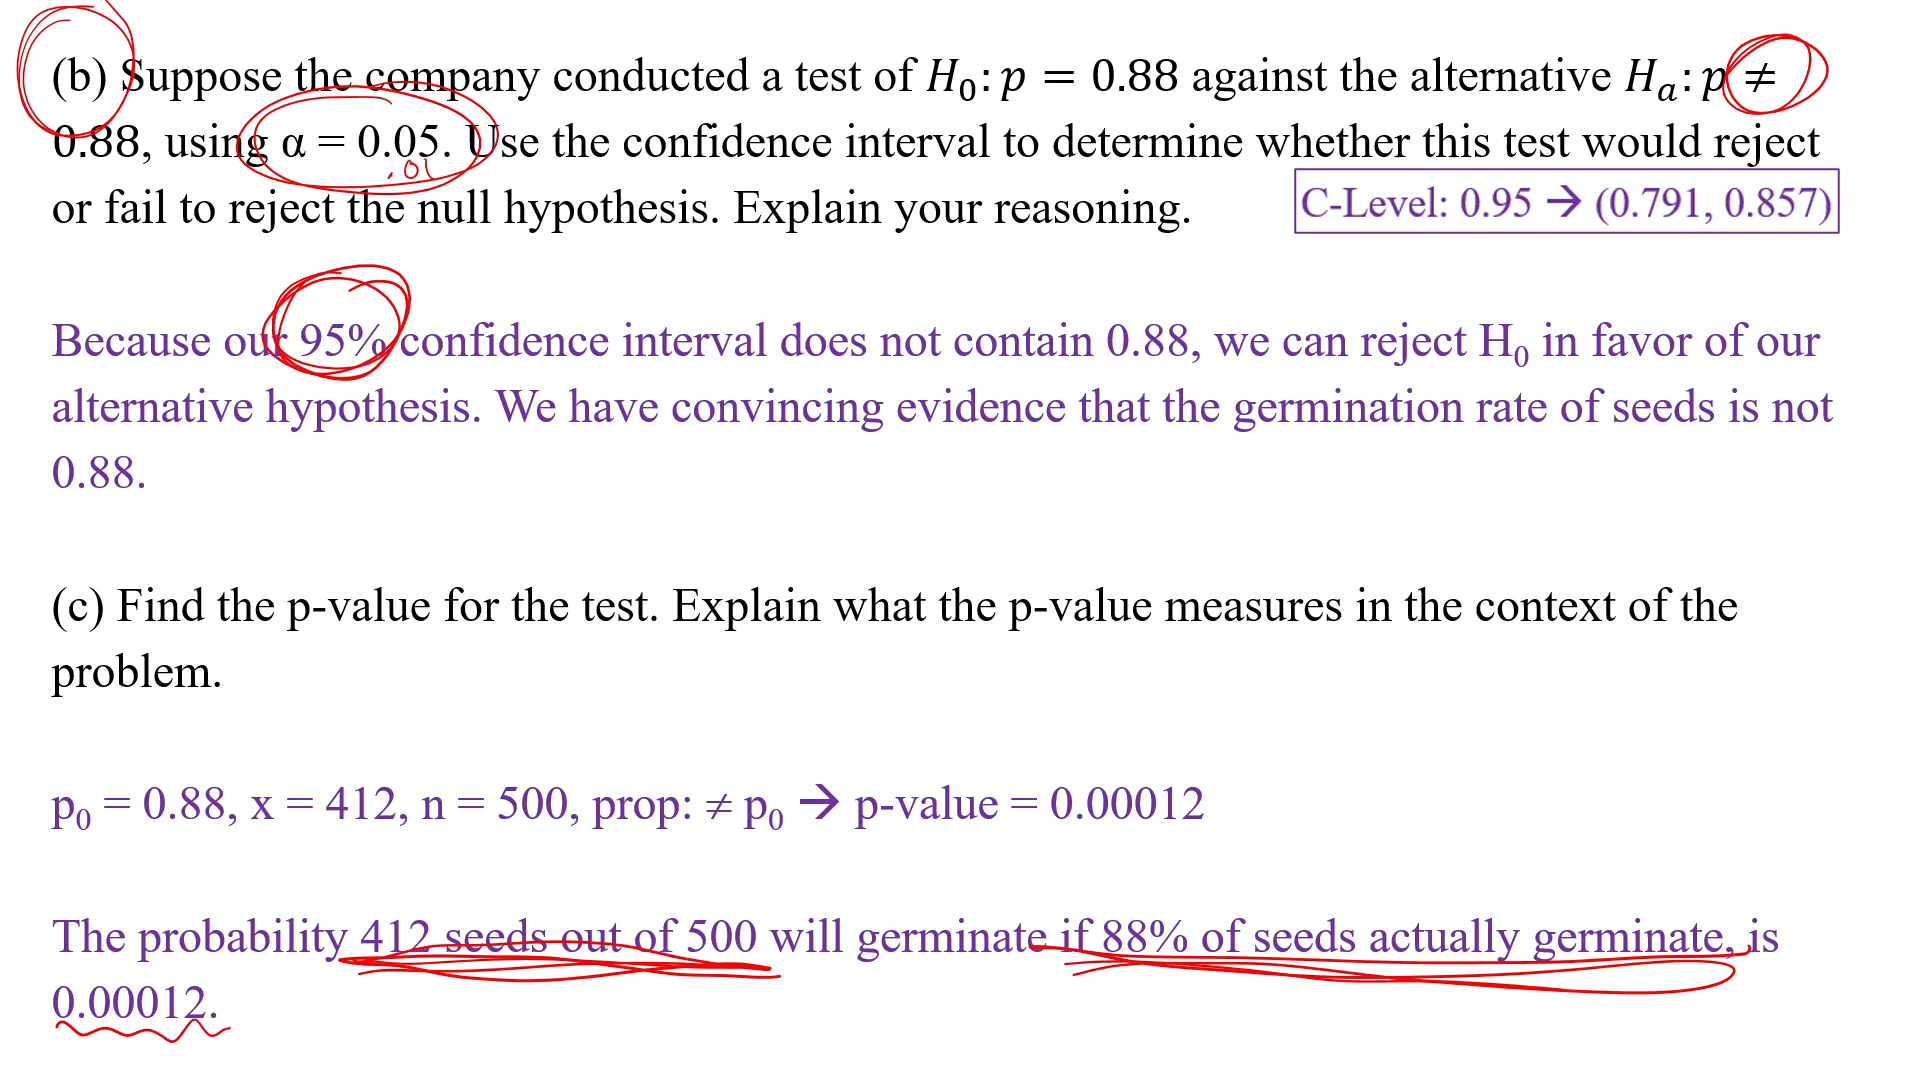 (b) Suppose the company conducted a test of H₀: p = 0.88 against the alternative Hₐ: p ≠
0.88, using α = 0.05. Use the confidence interval to determine whether this test would reject
.01
or fail to reject the null hypothesis. Explain your reasoning.
C-Level: 0.95 → (0.791, 0.857)
Because our 95% confidence interval does not contain 0.88, we can reject H₀ in favor of our
alternative hypothesis. We have convincing evidence that the germination rate of seeds is not
0.88.
(c) Find the p-value for the test. Explain what the p-value measures in the context of the
problem.
p₀ = 0.88, x = 412, n = 500, prop: ≠ p₀ → p-value = 0.00012
The probability 412 seeds out of 500 will germinate if 88% of seeds actually germinate, is
0.00012.